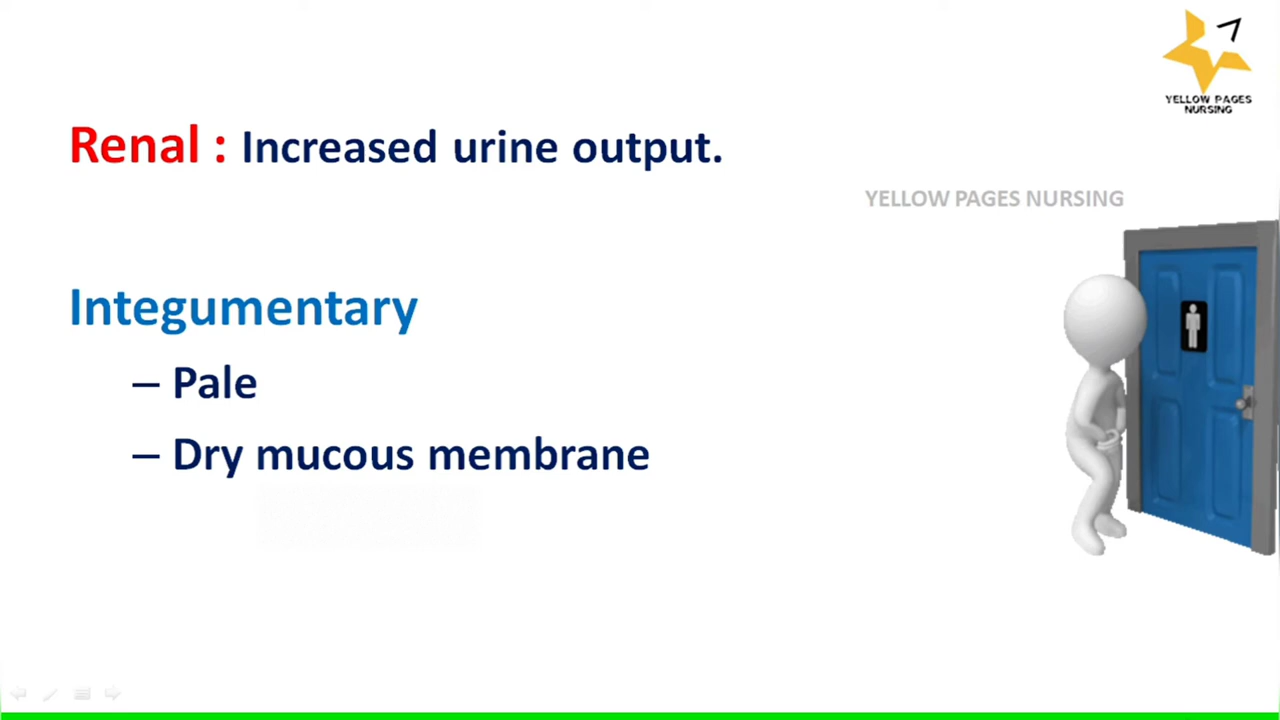 YELLOW PAGES
NURSING
Renal : Increased urine output.
YELLOW PAGES NURSING
Integumentary
– Pale
– Dry mucous membrane